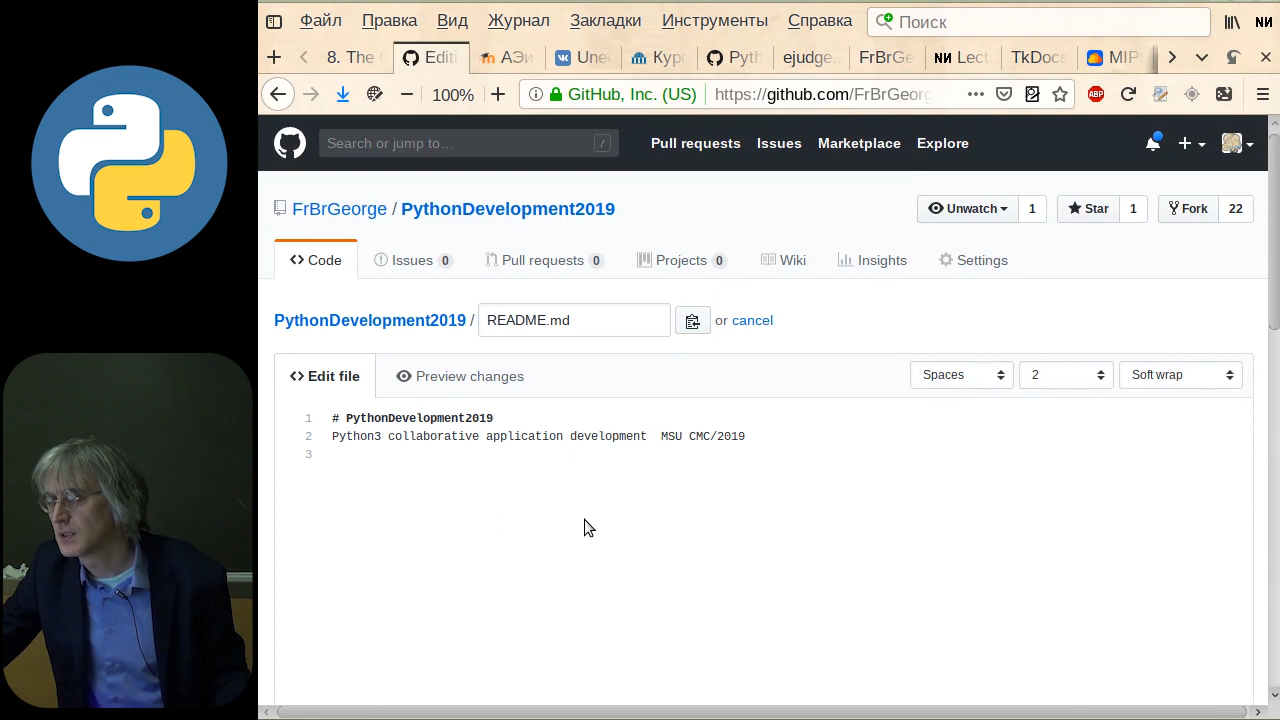 Файл Правка Вид Журнал Закладки Инструменты Справка Поиск
8. The Editi АЭи Une Курс Pyth ejudge. FrBrGe Lect TkDocs MIP
100% GitHub, Inc. (US) https://github.com/FrBrGeorg
Search or jump to… / Pull requests Issues Marketplace Explore
FrBrGeorge / PythonDevelopment2019 Unwatch 1 Star 1 Fork 22
Code Issues 0 Pull requests 0 Projects 0 Wiki Insights Settings
PythonDevelopment2019 / README.md or cancel
Edit file Preview changes Spaces 2 Soft wrap
1 # PythonDevelopment2019
2 Python3 collaborative application development MSU CMC/2019
3